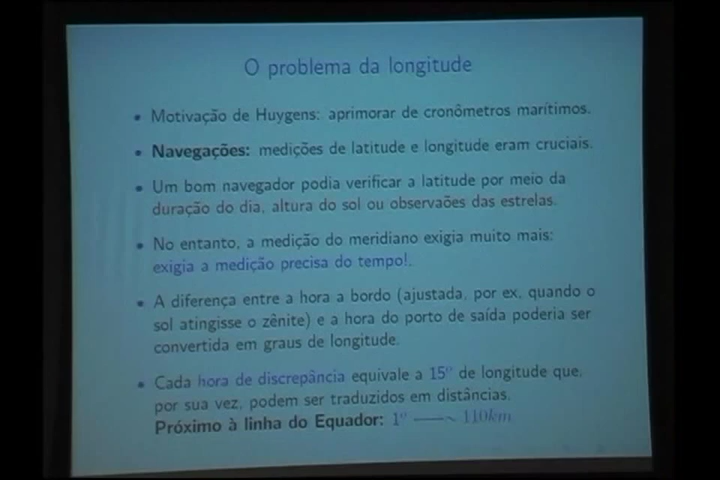 O problema da longitude
• Motivação de Huygens: aprimorar de cronômetros marítimos.
• Navegações: medições de latitude e longitude eram cruciais.
• Um bom navegador podia verificar a latitude por meio da
duração do dia, altura do sol ou observaões das estrelas.
• No entanto, a medição do meridiano exigia muito mais:
exigia a medição precisa do tempo!.
• A diferença entre a hora a bordo (ajustada, por ex, quando o
sol atingisse o zênite) e a hora do porto de saída poderia ser
convertida em graus de longitude.
• Cada hora de discrepância equivale a 15º de longitude que,
por sua vez, podem ser traduzidos em distâncias.
Próximo à linha do Equador: 1º ⟶ 110km